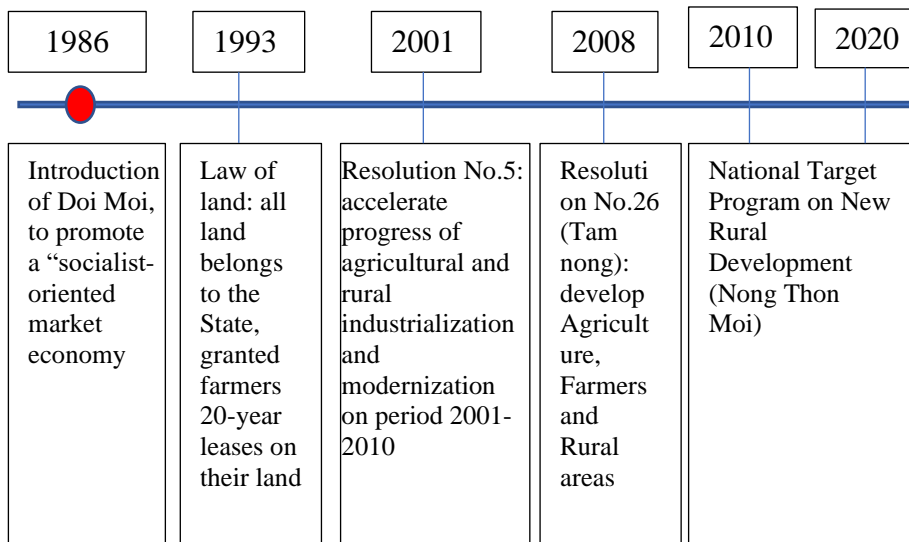 1986
1993
2001
2008
2010
2020
Introduction
of Doi Moi,
to promote
a “socialist-
oriented
market
economy
Law of
land: all
land
belongs
to the
State,
granted
farmers
20-year
leases on
their land
Resolution No.5:
accelerate
progress of
agricultural and
rural
industrialization
and
modernization
on period 2001-
2010
Resoluti
on No.26
(Tam
nong):
develop
Agricult
ure,
Farmers
and
Rural
areas
National Target
Program on New
Rural
Development
(Nong Thon
Moi)